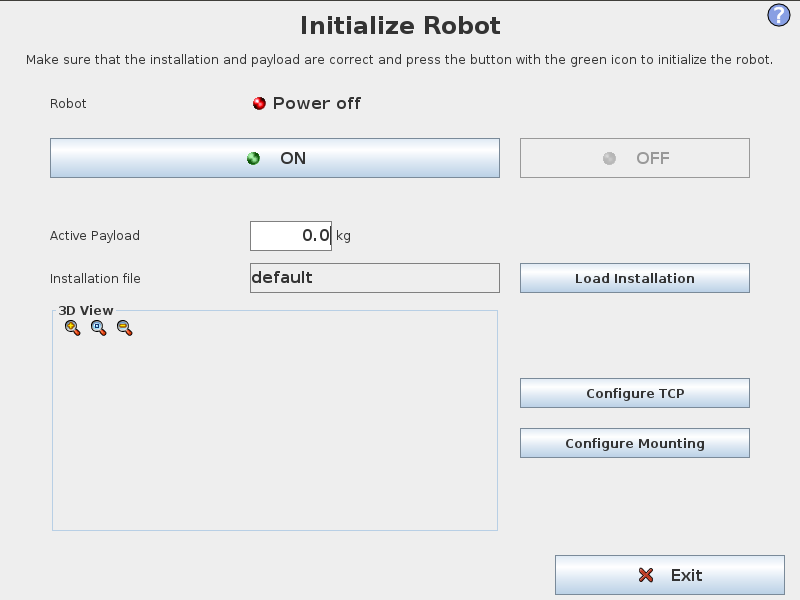 Initialize Robot
?
Make sure that the installation and payload are correct and press the button with the green icon to initialize the robot.
Robot
Power off
ON
OFF
Active Payload
0.0 kg
Installation file
default
Load Installation
3D View
Configure TCP
Configure Mounting
Exit